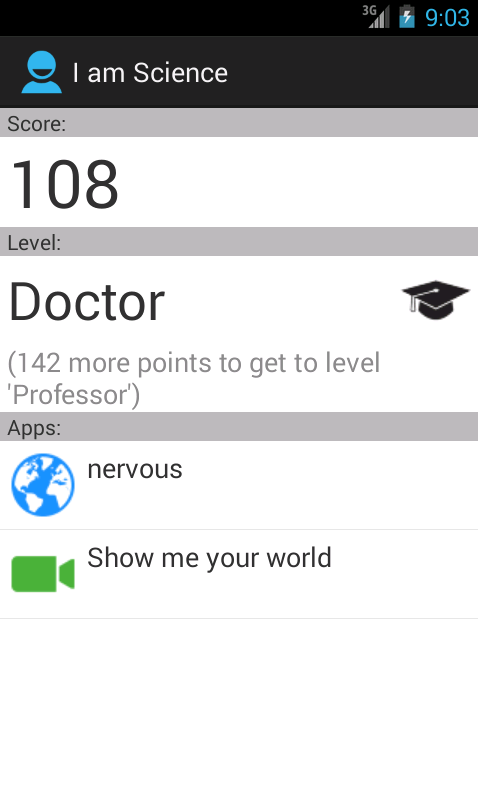 3G
9:03
I am Science
Score:
108
Level:
Doctor
(142 more points to get to level
'Professor')
Apps:
nervous
Show me your world